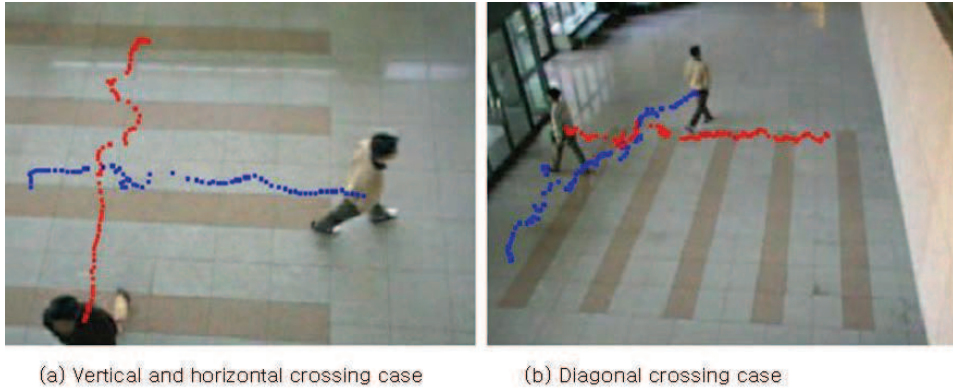 (a) Vertical and horizontal crossing case
(b) Diagonal crossing case